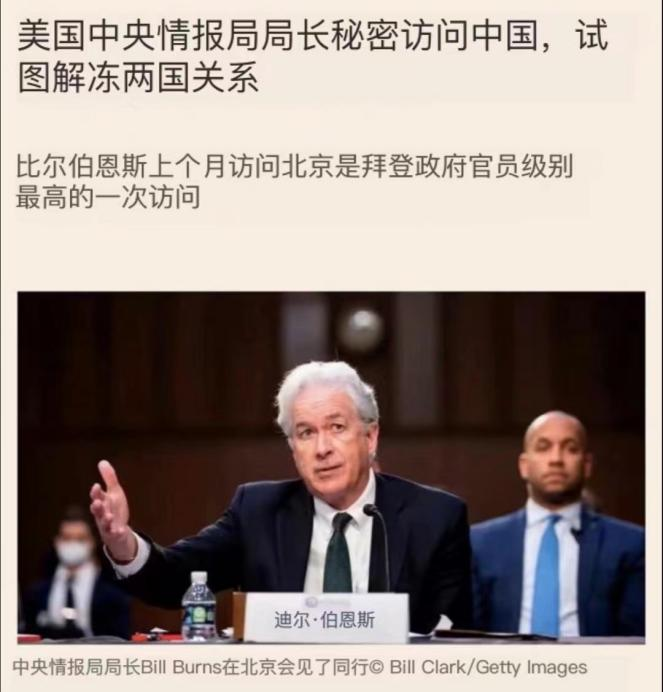 美国中央情报局局长秘密访问中国，试
图解冻两国关系
比尔伯恩斯上个月访问北京是拜登政府官员级别
最高的一次访问
迪尔·伯恩斯
中央情报局局长Bill Burns在北京会见了同行© Bill Clark/Getty Images